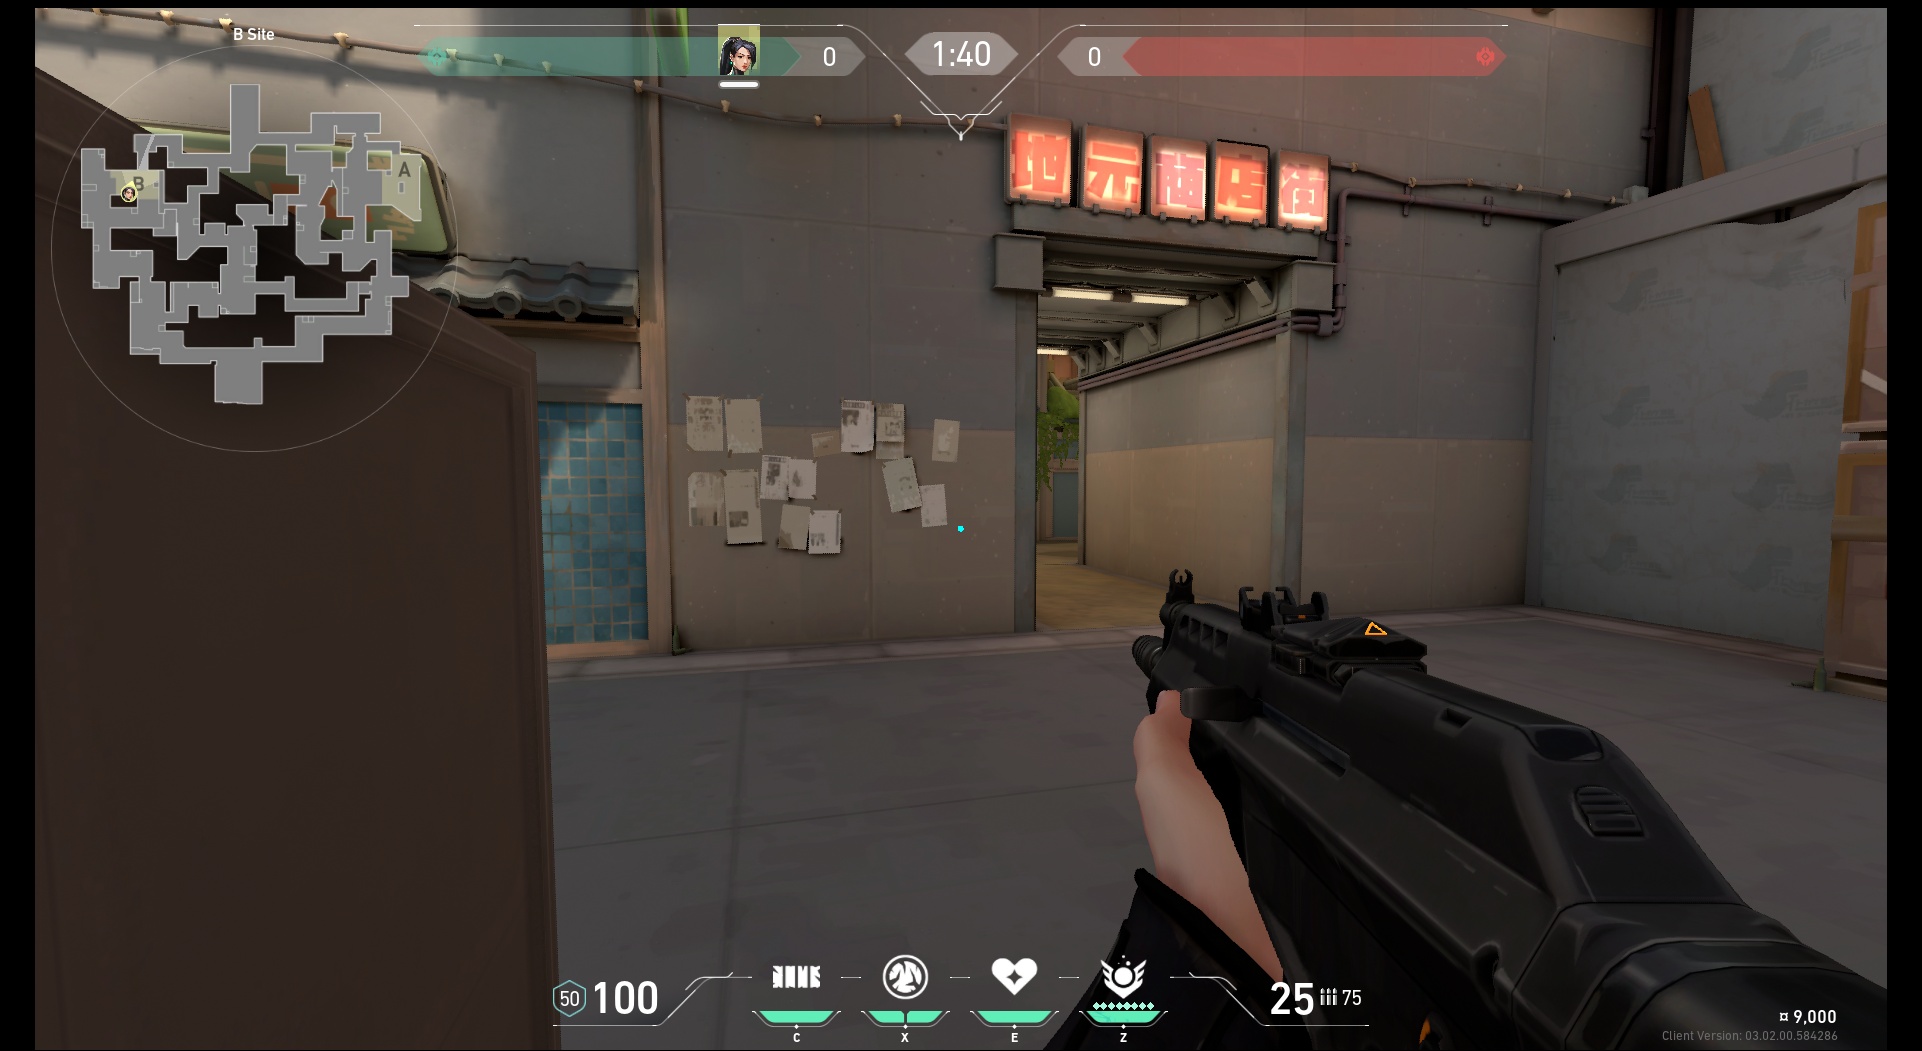 B Site
0
1:40
0
A
B
地元商店街
50
100
25
75
C
X
E
Z
¤ 9,000
Client Version: 03.02.00.584286